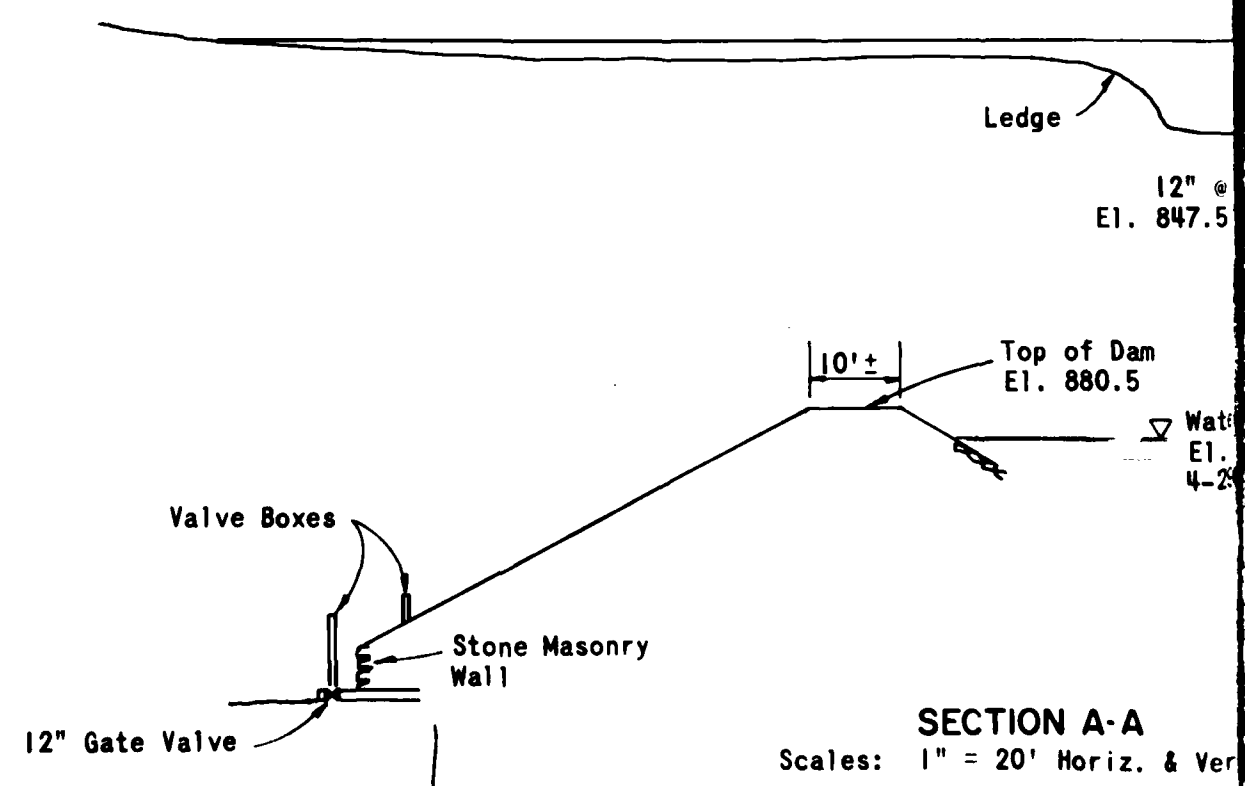 Ledge
12" @
El. 847.5
10' ±
Top of Dam
El. 880.5
El.
Valve Boxes
Stone Masonry
Wall
12" Gate Valve
SECTION A-A
Scales: 1" = 20' Horiz. & Ver